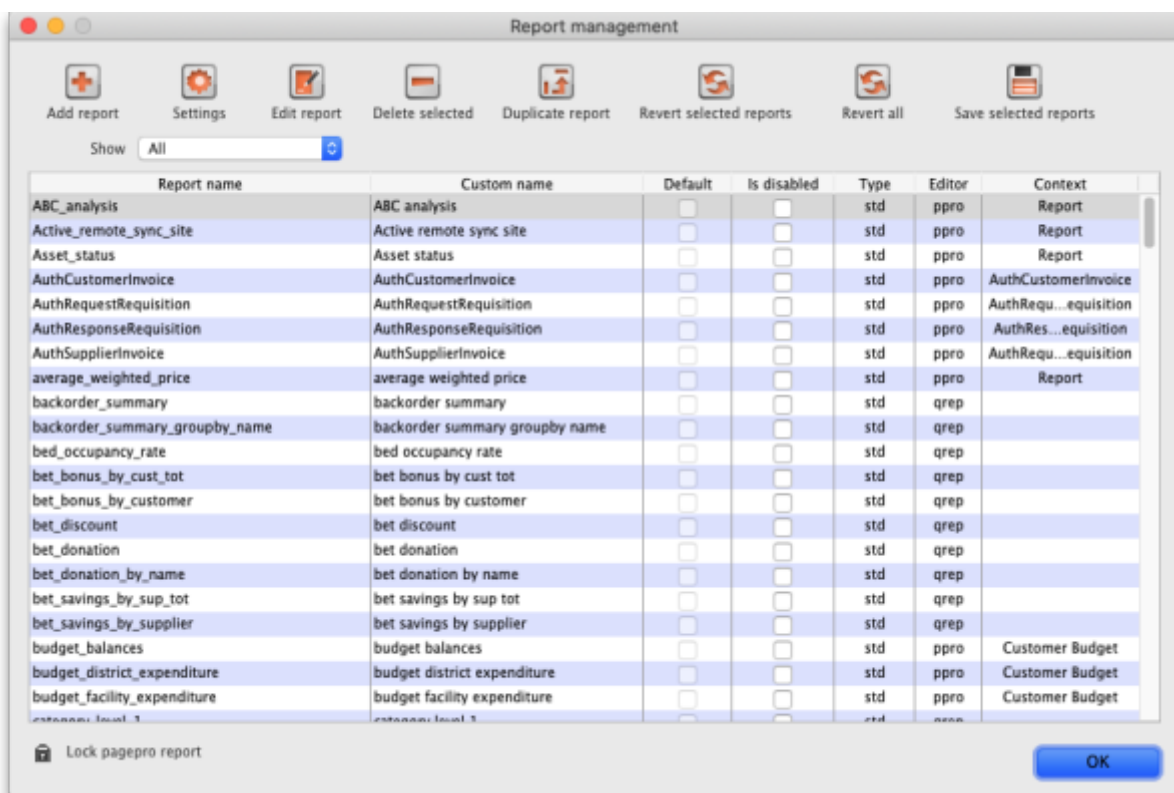 Report management
Add report Settings Edit report Delete selected Duplicate report Revert selected reports Revert all Save selected reports
Show All
Report name Custom name Default Is disabled Type Editor Context
ABC_analysis ABC analysis std ppro Report
Active_remote_sync_site Active remote sync site std ppro Report
Asset_status Asset status std ppro Report
AuthCustomerInvoice AuthCustomerInvoice std ppro AuthCustomerInvoice
AuthRequestRequisition AuthRequestRequisition std ppro AuthRequ...equisition
AuthResponseRequisition AuthResponseRequisition std ppro AuthRes...equisition
AuthSupplierInvoice AuthSupplierInvoice std ppro AuthRequ...equisition
average_weighted_price average weighted price std ppro Report
backorder_summary backorder summary std qrep
backorder_summary_groupby_name backorder summary groupby name std qrep
bed_occupancy_rate bed occupancy rate std qrep
bet_bonus_by_cust_tot bet bonus by cust tot std qrep
bet_bonus_by_customer bet bonus by customer std qrep
bet_discount bet discount std qrep
bet_donation bet donation std qrep
bet_donation_by_name bet donation by name std qrep
bet_savings_by_sup_tot bet savings by sup tot std qrep
bet_savings_by_supplier bet savings by supplier std qrep
budget_balances budget balances std ppro Customer Budget
budget_district_expenditure budget district expenditure std ppro Customer Budget
budget_facility_expenditure budget facility expenditure std ppro Customer Budget
category_level_1 category level 1 std qrep
Lock pagepro report
OK